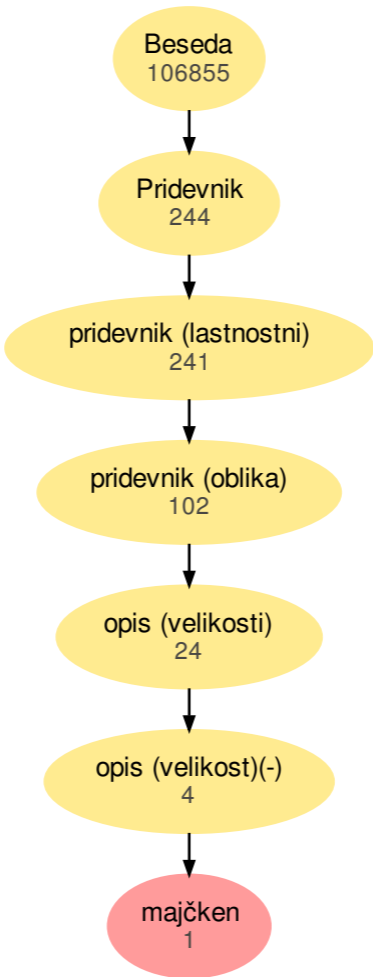 Beseda
106855
Pridevnik
244
pridevnik (lastnostni)
241
pridevnik (oblika)
102
opis (velikosti)
24
opis (velikost)(-)
4
majčken
1